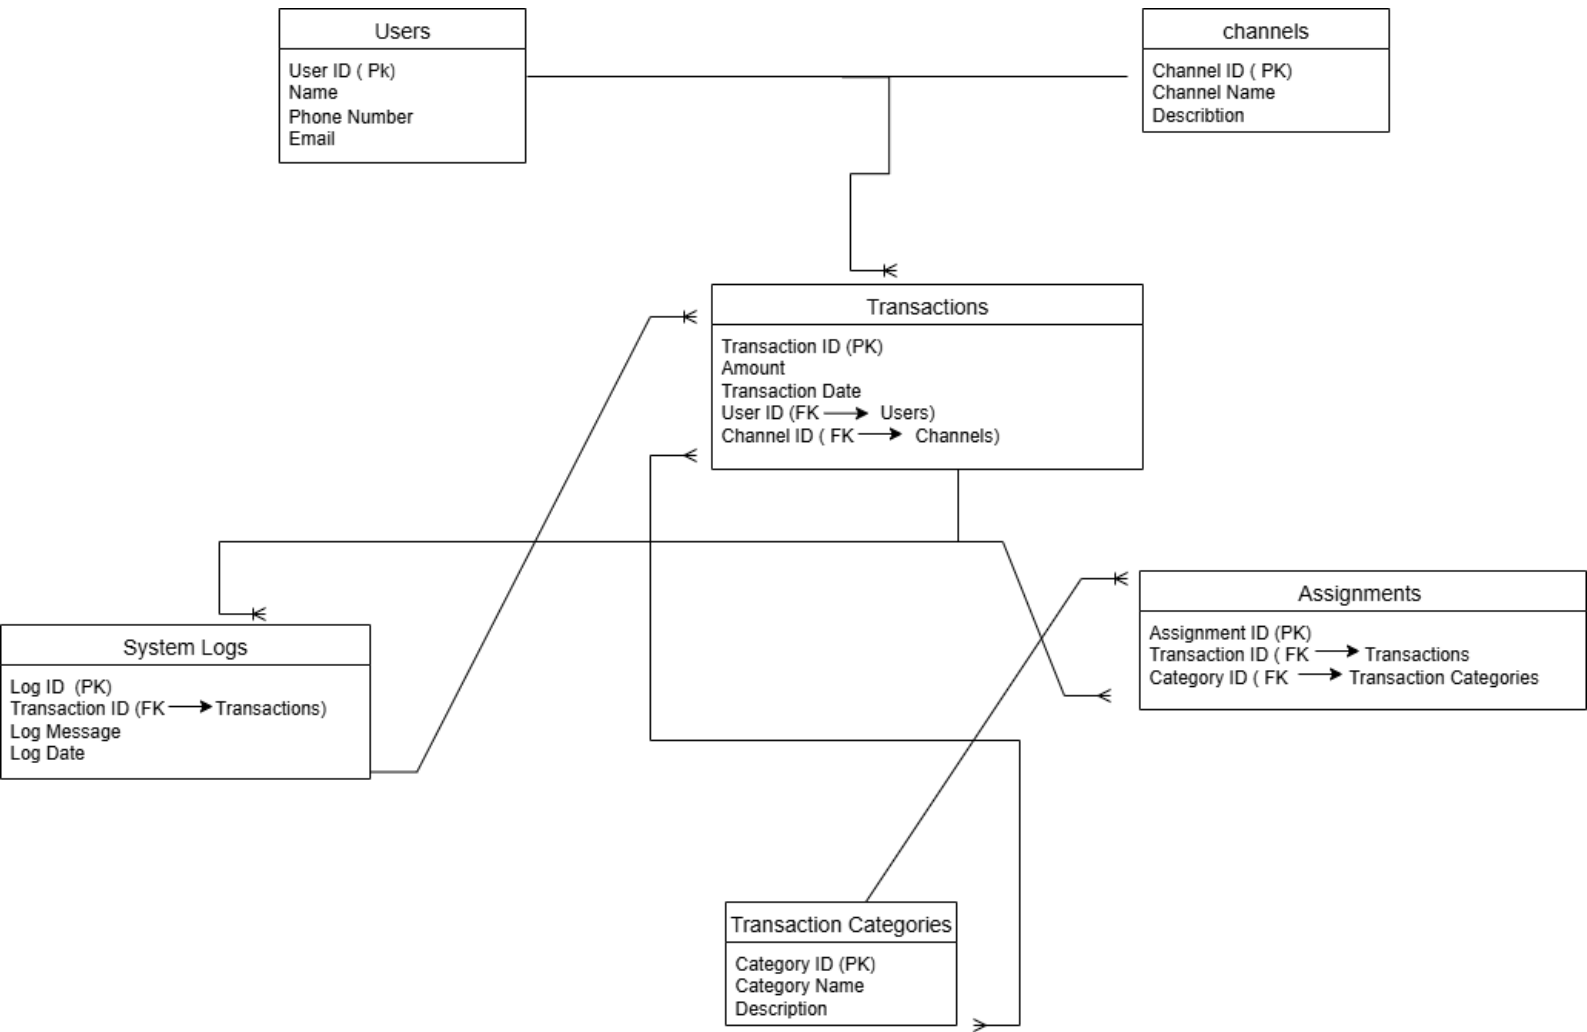 Users
User ID ( Pk)
Name
Phone Number
Email
channels
Channel ID ( PK)
Channel Name
Describtion
Transactions
Transaction ID (PK)
Amount
Transaction Date
User ID (FK Users)
Channel ID ( FK Channels)
System Logs
Log ID (PK)
Transaction ID (FK Transactions)
Log Message
Log Date
Assignments
Assignment ID (PK)
Transaction ID ( FK Transactions
Category ID ( FK Transaction Categories
Transaction Categories
Category ID (PK)
Category Name
Description